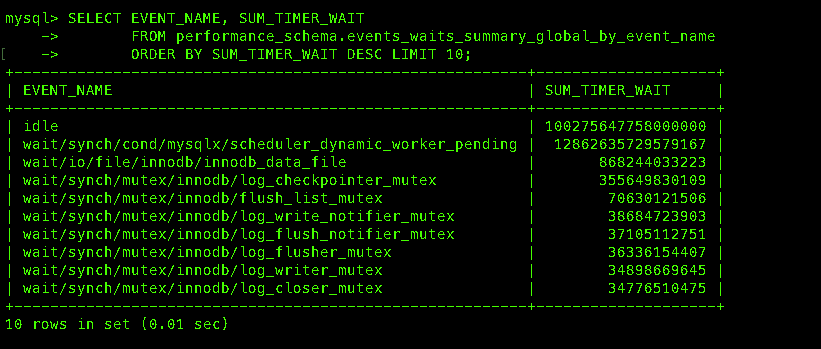 mysql> SELECT EVENT_NAME, SUM_TIMER_WAIT
    ->        FROM performance_schema.events_waits_summary_global_by_event_name
[   ->        ORDER BY SUM_TIMER_WAIT DESC LIMIT 10;
+---------------------------------------------------------+--------------------+
| EVENT_NAME                                              | SUM_TIMER_WAIT     |
+---------------------------------------------------------+--------------------+
| idle                                                    | 100275647758000000 |
| wait/synch/cond/mysqlx/scheduler_dynamic_worker_pending |  12862635729579167 |
| wait/io/file/innodb/innodb_data_file                    |       868244033223 |
| wait/synch/mutex/innodb/log_checkpointer_mutex          |       355649830109 |
| wait/synch/mutex/innodb/flush_list_mutex                |        70630121506 |
| wait/synch/mutex/innodb/log_write_notifier_mutex        |        38684723903 |
| wait/synch/mutex/innodb/log_flush_notifier_mutex        |        37105112751 |
| wait/synch/mutex/innodb/log_flusher_mutex               |        36336154407 |
| wait/synch/mutex/innodb/log_writer_mutex                |        34898669645 |
| wait/synch/mutex/innodb/log_closer_mutex                |        34776510475 |
+---------------------------------------------------------+--------------------+
10 rows in set (0.01 sec)